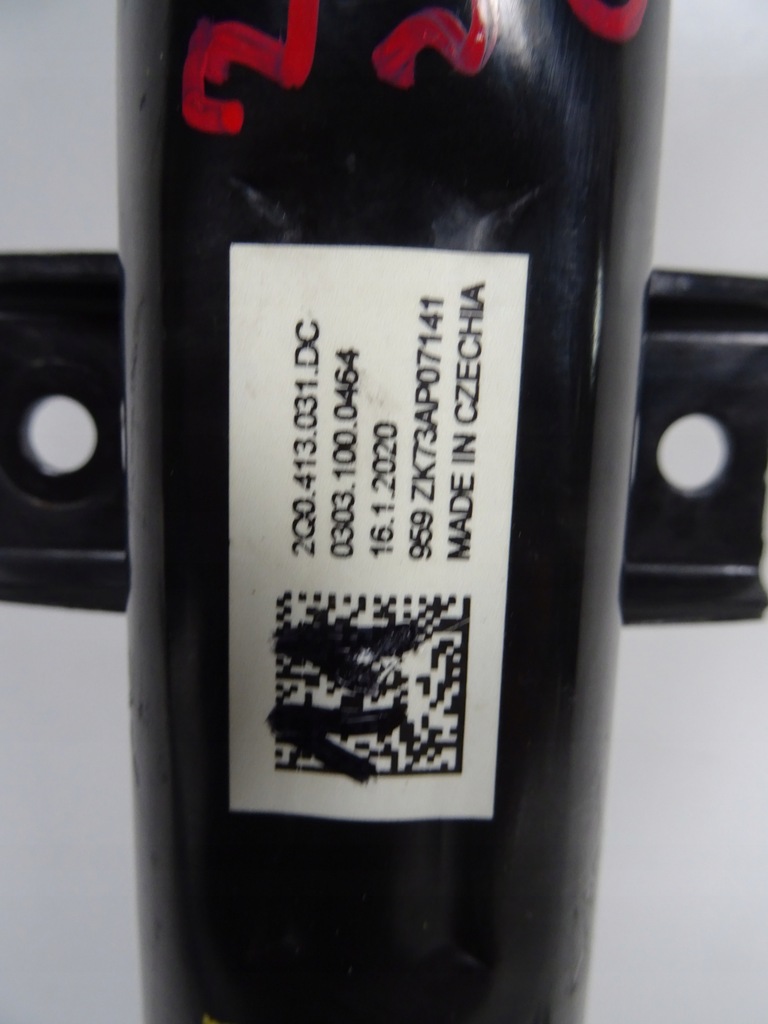 2Q0.413.031.DC
0303.100.0464
16.1.2020
959 ZK73AP07141
MADE IN CZECHIA